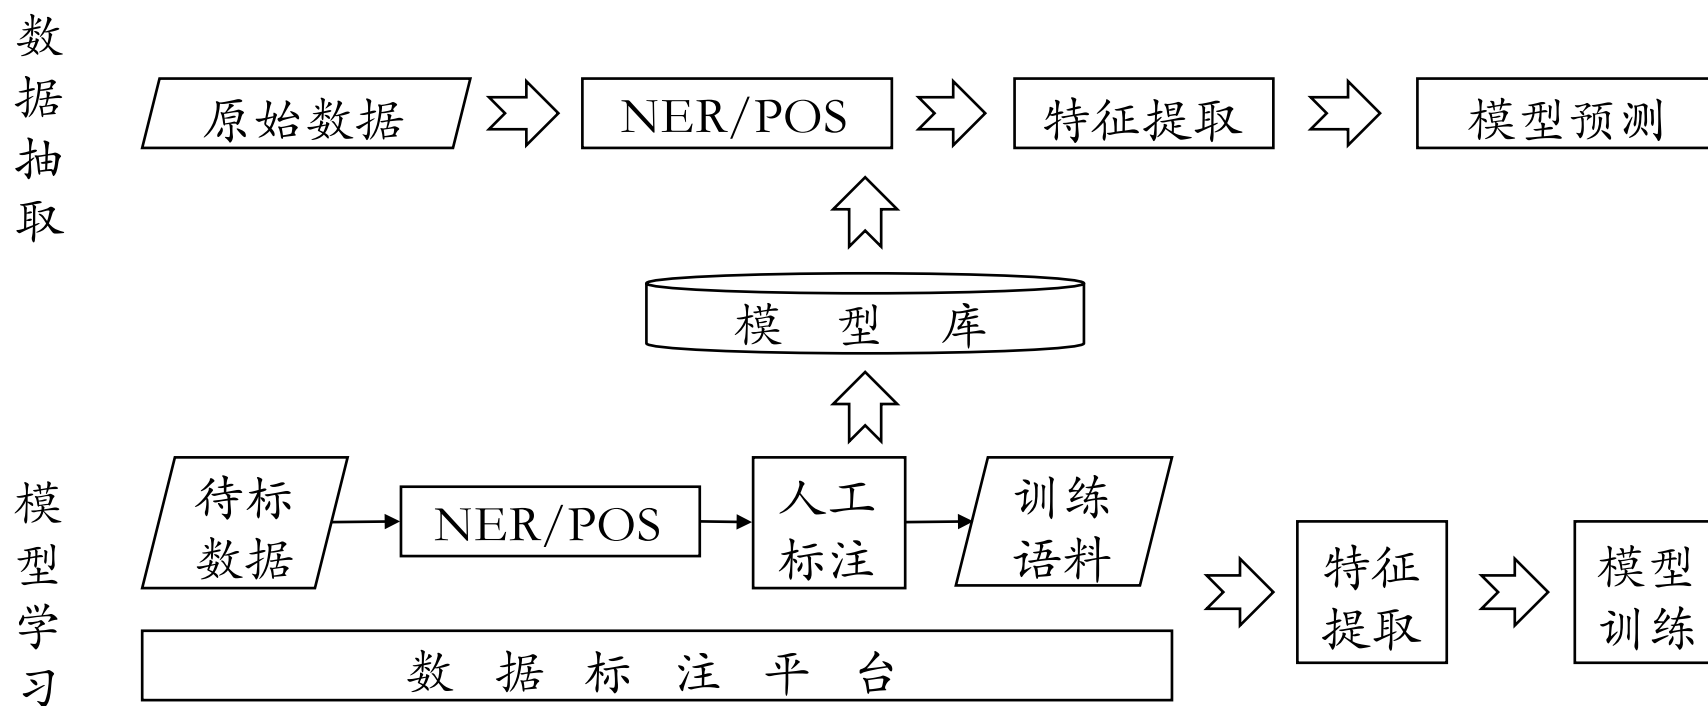 数据抽取
原始数据
NER/POS
特征提取
模型预测
模型库
模型学习
待标
数据
NER/POS
人工
标注
训练
语料
特征
提取
模型
训练
数据标注平台